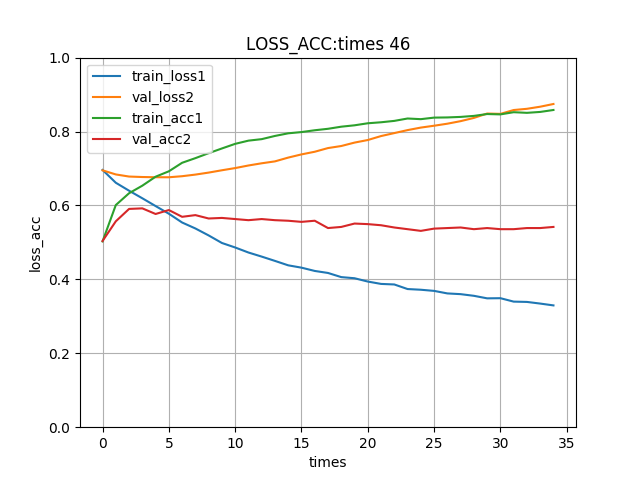 LOSS_ACC:times 46
train_loss1
val_loss2
train_acc1
val_acc2
loss_acc
1.0
0.8
0.6
0.4
0.2
0.0
0 5 10 15 20 25 30 35
times